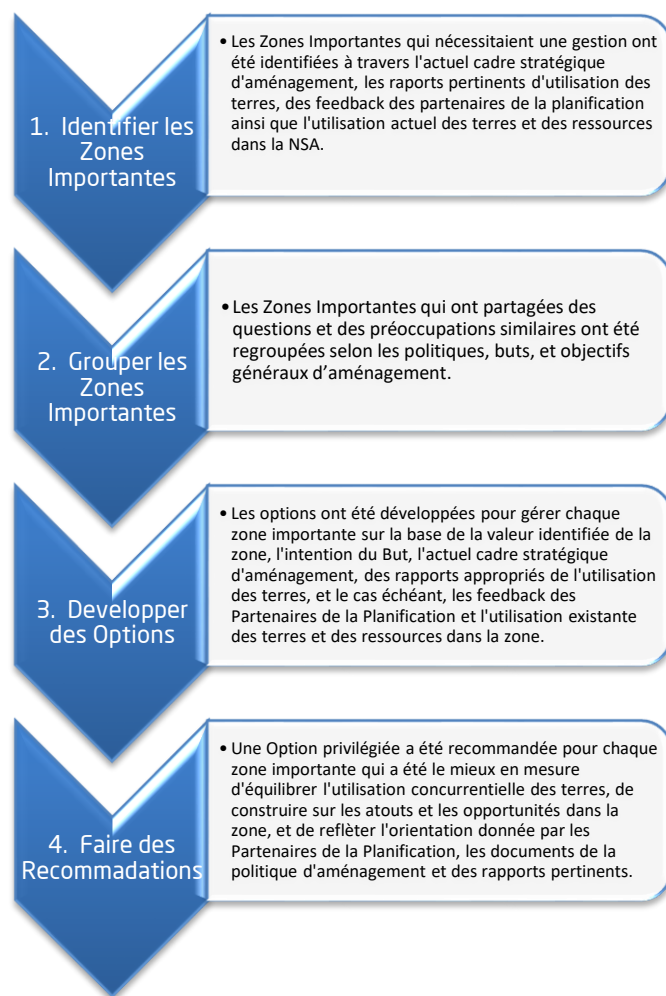 1. Identifier les
Zones
Importantes
• Les Zones Importantes qui nécessitaient une gestion ont
été identifiées à travers l'actuel cadre stratégique
d'aménagement, les raports pertinents d'utilisation des
terres, des feedback des partenaires de la planification
ainsi que l'utilisation actuel des terres et des ressources
dans la NSA.
2. Grouper les
Zones
Importantes
• Les Zones Importantes qui ont partagées des
questions et des préoccupations similaires ont été
regroupées selon les politiques, buts, et objectifs
généraux d’aménagement.
3. Developper
des Options
• Les options ont été développées pour gérer chaque
zone importante sur la base de la valeur identifiée de la
zone, l'intention du But, l'actuel cadre stratégique
d'aménagement, des rapports appropriés de l'utilisation
des terres, et le cas échéant, les feedback des
Partenaires de la Planification et l'utilisation existante
des terres et des ressources dans la zone.
4. Faire des
Recommadations
• Une Option privilégiée a été recommandée pour chaque
zone importante qui a été le mieux en mesure
d'équilibrer l'utilisation concurrentielle des terres, de
construire sur les atouts et les opportunités dans la
zone, et de reflèter l'orientation donnée par les
Partenaires de la Planification, les documents de la
politique d'aménagement et des rapports pertinents.